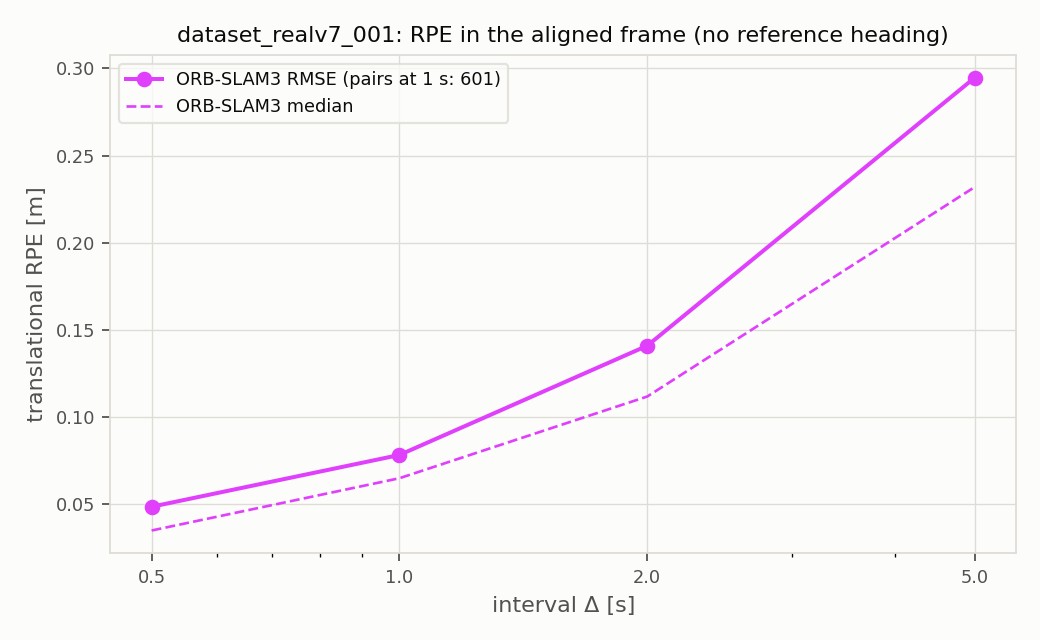 dataset_realv7_001: RPE in the aligned frame (no reference heading)
ORB-SLAM3 RMSE (pairs at 1 s: 601)
ORB-SLAM3 median
translational RPE [m]
0.30
0.25
0.20
0.15
0.10
0.05
0.5 1.0 2.0 5.0
interval Δ [s]